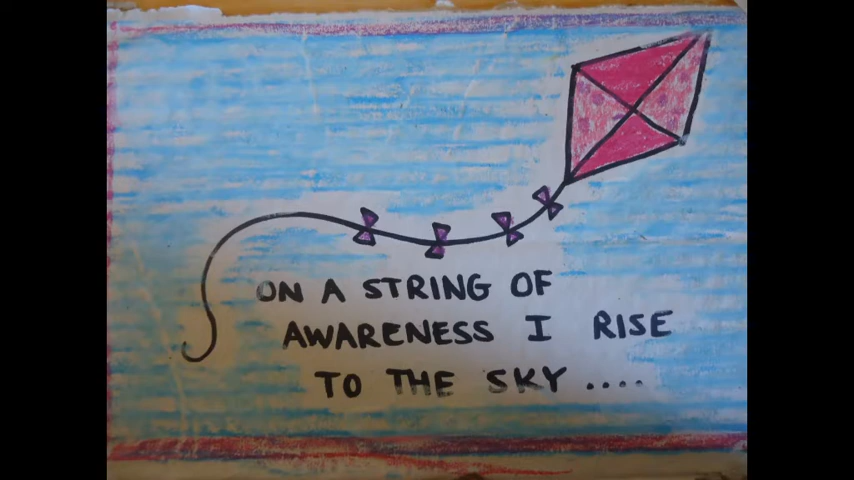 ON A STRING OF
AWARENESS I RISE
TO THE SKY ....